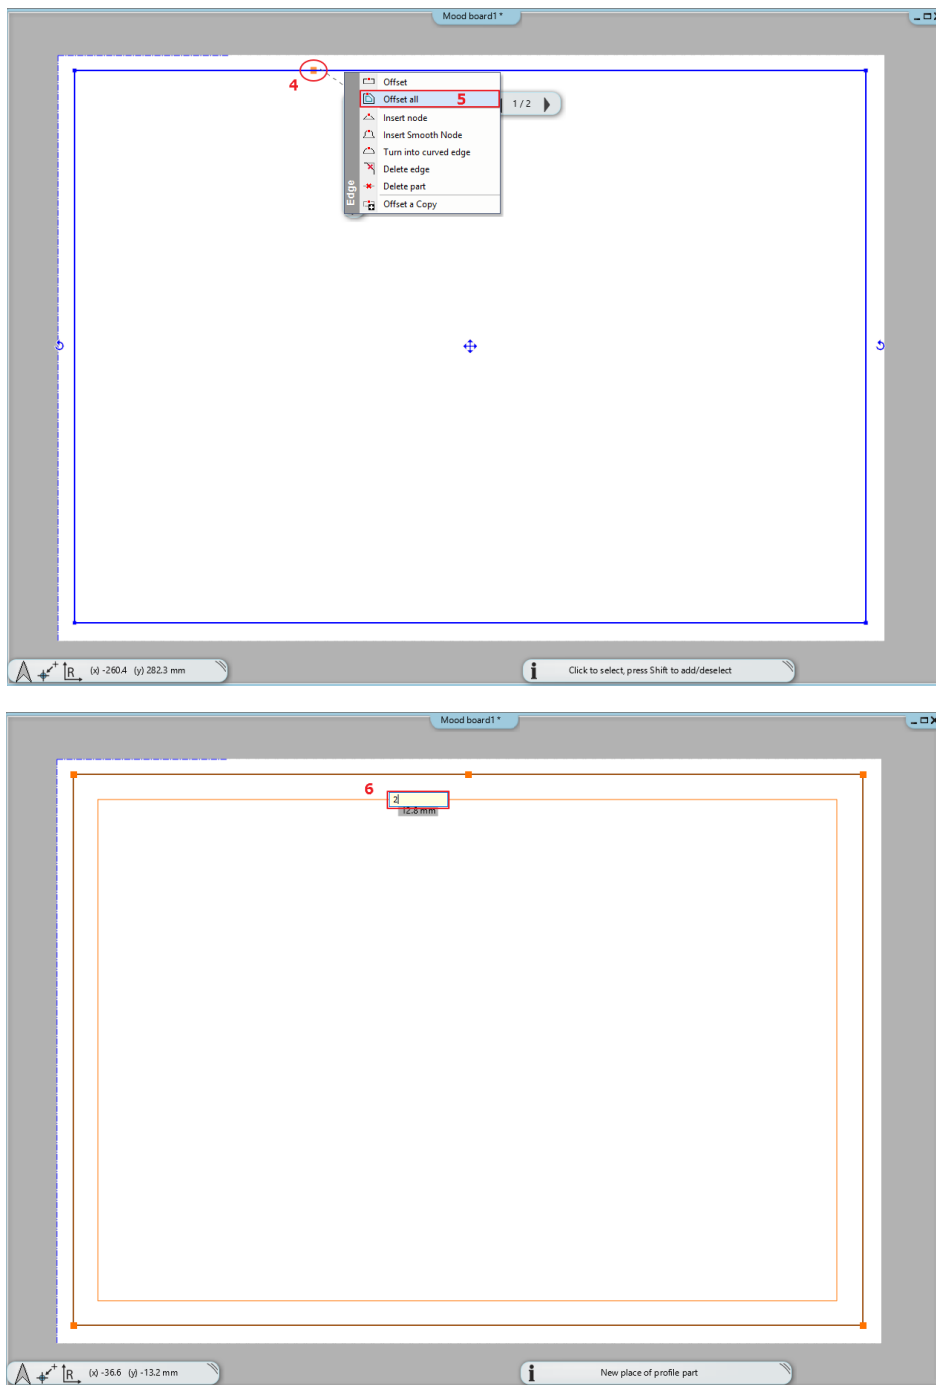 Mood board1 *
4
Offset
Offset all 5
1 / 2
Insert node
Insert Smooth Node
Turn into curved edge
Delete edge
Delete part
Offset a Copy
Edge
(x) -260.4 (y) 282.3 mm
Click to select, press Shift to add/deselect
Mood board1 *
6
2
12.8 mm
(x) -36.6 (y) -13.2 mm
New place of profile part